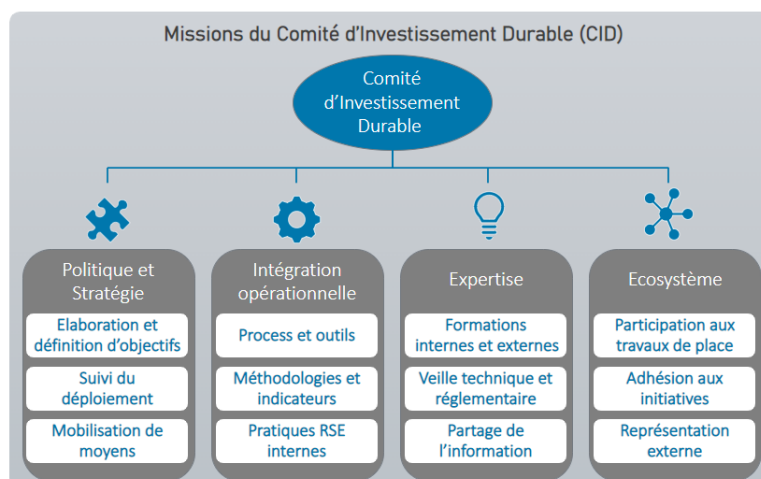 Missions du Comité d'Investissement Durable (CID)
Comité
d'Investissement
Durable
Politique et
Stratégie
Elaboration et
définition d'objectifs
Suivi du
déploiement
Mobilisation de
moyens
Intégration
opérationnelle
Process et outils
Méthodologies et
indicateurs
Pratiques RSE
internes
Expertise
Formations
internes et externes
Veille technique et
réglementaire
Partage de
l'information
Ecosystème
Participation aux
travaux de place
Adhésion aux
initiatives
Représentation
externe